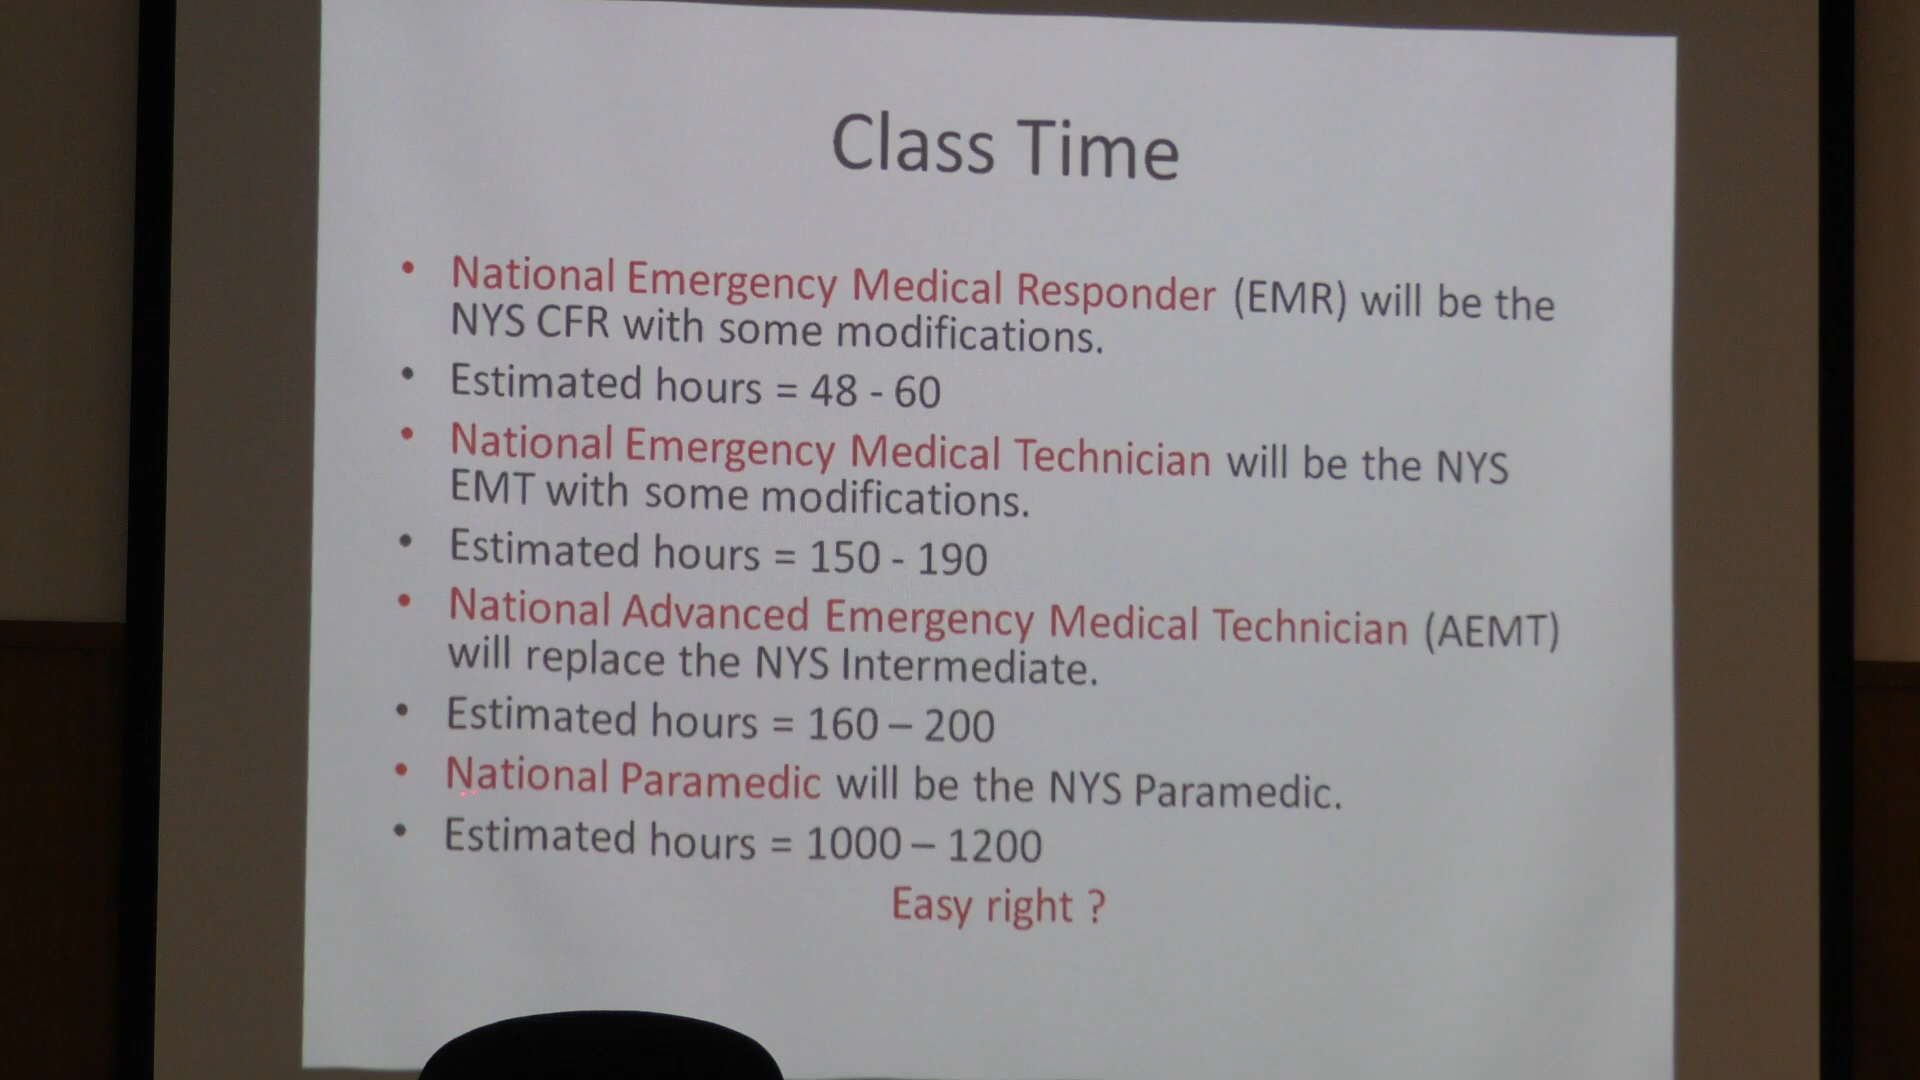 Class Time
• National Emergency Medical Responder (EMR) will be the
NYS CFR with some modifications.
• Estimated hours = 48 - 60
• National Emergency Medical Technician will be the NYS
EMT with some modifications.
• Estimated hours = 150 - 190
• National Advanced Emergency Medical Technician (AEMT)
will replace the NYS Intermediate.
• Estimated hours = 160 – 200
• National Paramedic will be the NYS Paramedic.
• Estimated hours = 1000 – 1200
Easy right ?